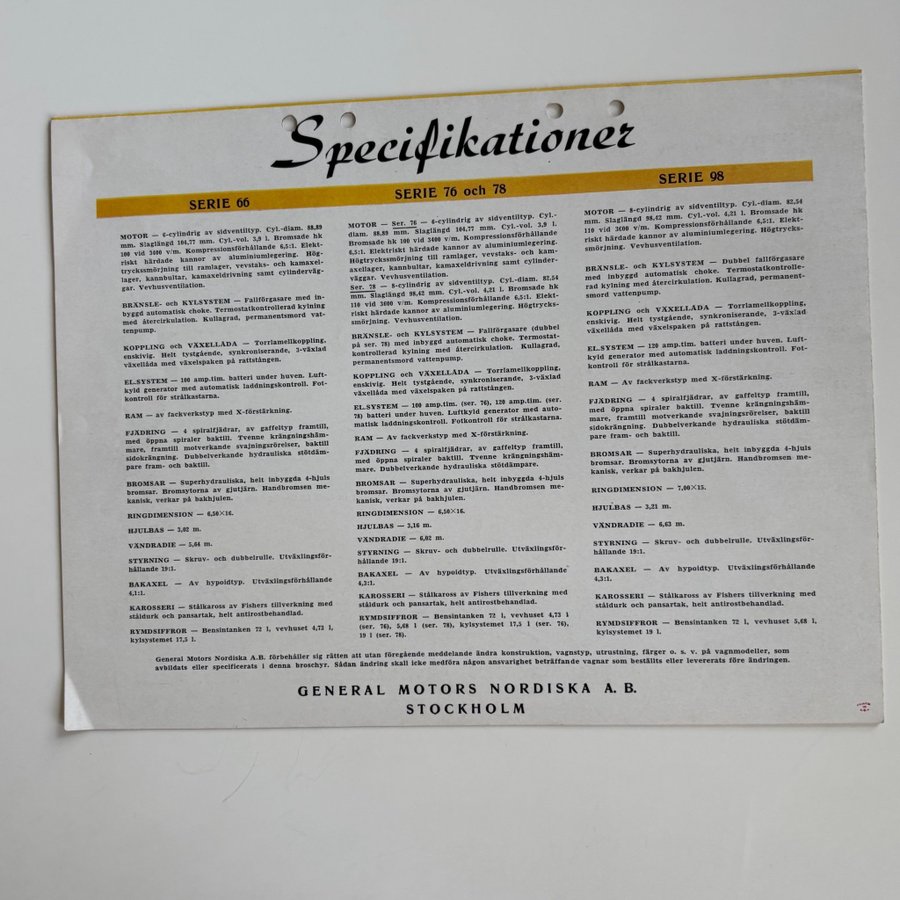 Specifikationer
SERIE 66
MOTOR — 6-cylindrig av sidventiltyp. Cyl.-diam. 88,89
mm. Slaglängd 104,77 mm. Cyl.-vol. 3,9 l. Bromsade hk
100 vid 3400 v/m. Kompressionsförhållande 6,5:1. Elekt-
riskt härdade kannor av aluminiumlegering. Hög-
tryckssmörjning till ramlager, vevstaks- och kamaxel-
lager, kannbultar, kamaxeldrivning samt cylinderväg-
gar. Vevhusventilation.
BRÄNSLE- och KYLSYSTEM — Fallförgasare med in-
byggd automatisk choke. Termostatkontrollerad kylning
med återcirkulation. Kullagrad, permanentsmord vat-
tenpump.
KOPPLING och VÄXELLÅDA — Torrlamellkoppling,
enskivig. Helt tystgående, synkroniserande, 3-växlad
växellåda med växelspaken på rattstången.
EL.SYSTEM — 100 amp.tim. batteri under huven. Luft-
kyld generator med automatisk laddningskontroll. Fot-
kontroll för strålkastarna.
RAM — av fackverkstyp med X-förstärkning.
FJÄDRING — 4 spiralfjädrar, av gaffeltyp framtill,
med öppna spiraler baktill. Tvenne krängningshäm-
mare, framtill motverkande svajningsrörelser, baktill
sidokrängning. Dubbelverkande hydrauliska stötdäm-
pare fram- och baktill.
BROMSAR — Superhydrauliska, helt inbyggda 4-hjuls
bromsar. Bromsytorna av gjutjärn. Handbromsen me-
kanisk, verkar på bakhjulen.
RINGDIMENSION — 6,50×16.
HJULBAS — 3,02 m.
VÄNDRADIE — 5,64 m.
STYRNING — Skruv- och dubbelrulle. Utväxlingsför-
hållande 19:1.
BAKAXEL — Av hypoidtyp. Utväxlingsförhållande
4,1:1.
KAROSSERI — Stålkaross av Fishers tillverkning med
ståldurk och pansartak, helt antirostbehandlad.
RYMDSIFFROR — Bensintanken 72 l, vevhuset 4,73 l,
kylsystemet 17,5 l.
SERIE 76 och 78
MOTOR — Ser. 76 — 6-cylindrig av sidventiltyp. Cyl.-
diam. 88,89 mm. Slaglängd 104,77 mm. Cyl.-vol. 3,9 l.
Bromsade hk 100 vid 3400 v/m. Kompressionsförhållande
6,5:1. Elektriskt härdade kannor av aluminiumlegering.
Högtryckssmörjning till ramlager, vevstaks- och kam-
axellager, kannbultar, kamaxeldrivning samt cylinder-
väggar. Vevhusventilation.
Ser. 78 — 8-cylindrig av sidventiltyp. Cyl.-diam. 82,54
mm. Slaglängd 98,42 mm. Cyl.-vol. 4,21 l. Bromsade hk
110 vid 3600 v/m. Kompressionsförhållande 6,5:1. Elekt-
riskt härdade kannor av aluminiumlegering. Högtrycks-
smörjning. Vevhusventilation.
BRÄNSLE- och KYLSYSTEM — Fallförgasare (dubbel
på ser. 78) med inbyggd automatisk choke. Termostat-
kontrollerad kylning med återcirkulation. Kullagrad,
permanentsmord vattenpump.
KOPPLING och VÄXELLÅDA — Torrlamellkoppling,
enskivig. Helt tystgående, synkroniserande, 3-växlad
växellåda med växelspaken på rattstången.
EL.SYSTEM — 100 amp.tim. (ser. 76), 120 amp.tim. (ser.
78) batteri under huven. Luftkyld generator med auto-
matisk laddningskontroll. Fotkontroll för strålkastarna.
RAM — Av fackverkstyp med X-förstärkning.
FJÄDRING — 4 spiralfjädrar, av gaffeltyp framtill,
med öppna spiraler baktill. Tvenne krängningshäm-
mare. Dubbelverkande hydrauliska stötdämpare.
BROMSAR — Superhydrauliska, helt inbyggda 4-hjuls
bromsar. Bromsytorna av gjutjärn. Handbromsen me-
kanisk, verkar på bakhjulen.
RINGDIMENSION — 6,50×16.
HJULBAS — 3,16 m.
VÄNDRADIE — 6,02 m.
STYRNING — Skruv- och dubbelrulle. Utväxlingsför-
hållande 19:1.
BAKAXEL — Av hypoidtyp. Utväxlingsförhållande
4,3:1.
KAROSSERI — Stålkaross av Fishers tillverkning med
ståldurk och pansartak, helt antirostbehandlad.
RYMDSIFFROR — Bensintanken 72 l, vevhuset 4,73 l
(ser. 76), 5,68 l (ser. 78), kylsystemet 17,5 l (ser. 76),
19 l (ser. 78).
SERIE 98
MOTOR — 8-cylindrig av sidventiltyp. Cyl.-diam. 82,54
mm. Slaglängd 98,42 mm. Cyl.-vol. 4,21 l. Bromsade hk
110 vid 3600 v/m. Kompressionsförhållande 6,5:1. Elekt-
riskt härdade kannor av aluminiumlegering. Högtrycks-
smörjning. Vevhusventilation.
BRÄNSLE- och KYLSYSTEM — Dubbel fallförgasare
med inbyggd automatisk choke. Termostatkontrolle-
rad kylning med återcirkulation. Kullagrad, permanent-
smord vattenpump.
KOPPLING och VÄXELLÅDA — Torrlamellkoppling,
enskivig. Helt tystgående, synkroniserande, 3-växlad
växellåda med växelspaken på rattstången.
EL.SYSTEM — 120 amp.tim. batteri under huven. Luft-
kyld generator med automatisk laddningskontroll. Fot-
kontroll för strålkastarna.
RAM — Av fackverkstyp med X-förstärkning.
FJÄDRING — 4 spiralfjädrar, av gaffeltyp framtill,
med öppna spiraler baktill. Tvenne krängningshäm-
mare, framtill motverkande svajningsrörelser, baktill
sidokrängning. Dubbelverkande hydrauliska stötdäm-
pare fram- och baktill.
BROMSAR — Superhydrauliska, helt inbyggda 4-hjuls
bromsar. Bromsytorna av gjutjärn. Handbromsen me-
kanisk, verkar på bakhjulen.
RINGDIMENSION — 7,00×15.
HJULBAS — 3,21 m.
VÄNDRADIE — 6,63 m.
STYRNING — Skruv- och dubbelrulle. Utväxlingsför-
hållande 19:1.
BAKAXEL — Av hypoidtyp. Utväxlingsförhållande
4,3:1.
KAROSSERI — Stålkaross av Fishers tillverkning med
ståldurk och pansartak, helt antirostbehandlad.
RYMDSIFFROR — Bensintanken 72 l, vevhuset 5,68 l,
kylsystemet 19 l.
General Motors Nordiska A.B. förbehåller sig rätten att utan föregående meddelande ändra konstruktion, vagnstyp, utrustning, färger o. s. v. på vagnmodeller, som
avbildats eller specificerats i denna broschyr. Sådan ändring skall icke medföra någon ansvarighet beträffande vagnar som beställts eller levererats före ändringen.
GENERAL MOTORS NORDISKA A. B.
STOCKHOLM